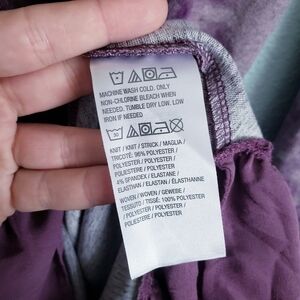 MACHINE WASH COLD. ONLY
NON-CHLORINE BLEACH WHEN
NEEDED. TUMBLE DRY LOW. LOW
IRON IF NEEDED
30
KNIT / KNIT / STRICK / MAGLIA /
TRICOTÉ: 96% POLYESTER /
POLYESTER / POLYESTER /
POLIESTERE / POLYESTER
4% SPANDEX / ELASTANE /
ELASTHAN / ELASTAN / ÉLASTHANNE
WOVEN / WOVEN / GEWEBE /
TESSUTO / TISSÉ: 100% POLYESTER
/ POLYESTER / POLYESTER /
POLIESTERE / POLYESTER